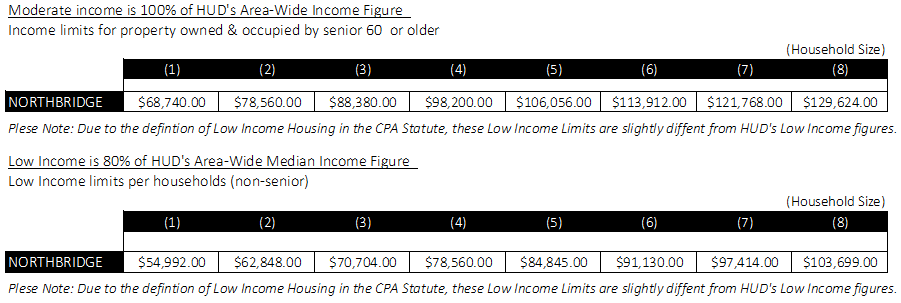 Moderate income is 100% of HUD's Area-Wide Income Figure
Income limits for property owned & occupied by senior 60 or older
(Household Size)
(1) (2) (3) (4) (5) (6) (7) (8)
NORTHBRIDGE $68,740.00 $78,560.00 $88,380.00 $98,200.00 $106,056.00 $113,912.00 $121,768.00 $129,624.00
Plese Note: Due to the defintion of Low Income Housing in the CPA Statute, these Low Income Limits are slightly diffent from HUD's Low Income figures.
Low Income is 80% of HUD's Area-Wide Median Income Figure
Low Income limits per households (non-senior)
(Household Size)
(1) (2) (3) (4) (5) (6) (7) (8)
NORTHBRIDGE $54,992.00 $62,848.00 $70,704.00 $78,560.00 $84,845.00 $91,130.00 $97,414.00 $103,699.00
Plese Note: Due to the defintion of Low Income Housing in the CPA Statute, these Low Income Limits are slightly diffent from HUD's Low Income figures.